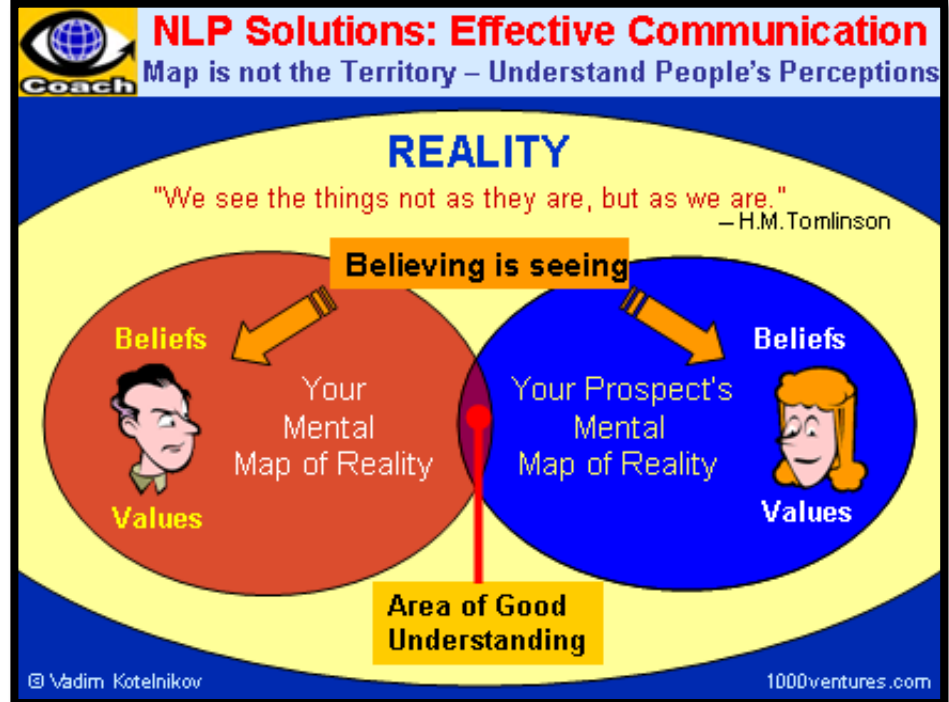 NLP Solutions: Effective Communication
Coach
Map is not the Territory – Understand People's Perceptions
REALITY
"We see the things not as they are, but as we are."
– H.M.Tomlinson
Believing is seeing
Beliefs
Your
Mental
Map of Reality
Values
Beliefs
Your Prospect's
Mental
Map of Reality
Values
Area of Good
Understanding
© Vadim Kotelnikov
1000ventures.com